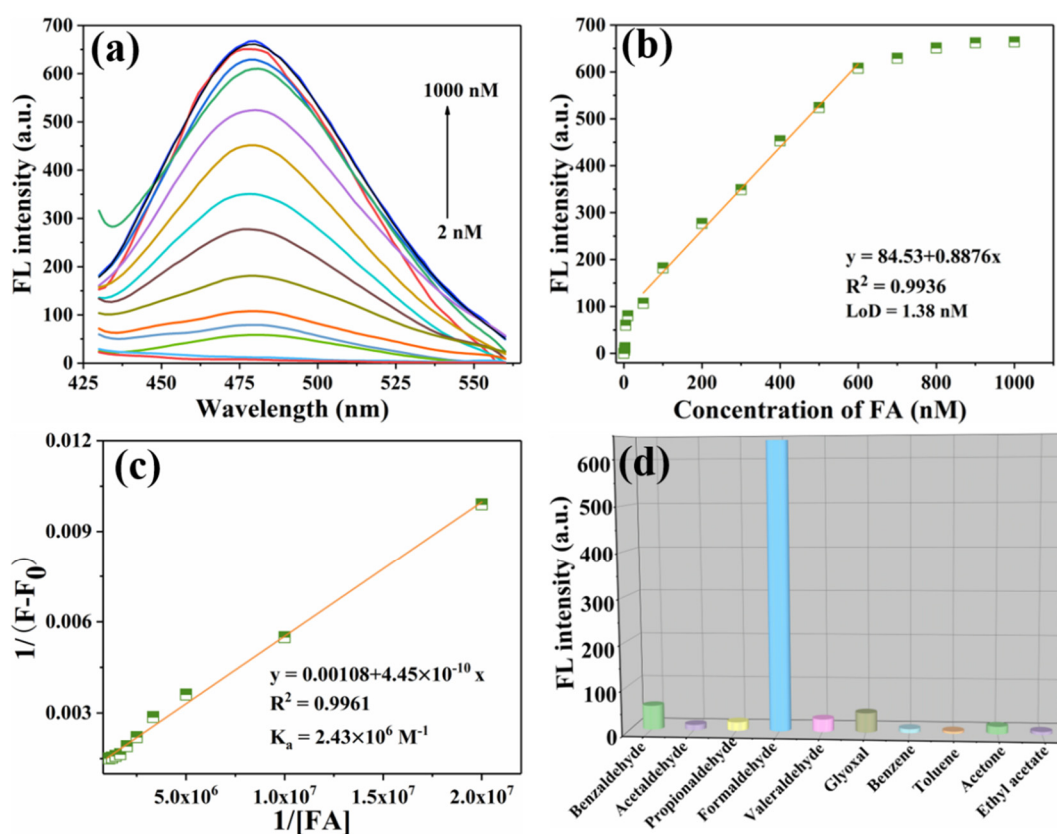 (a)
FL intensity (a.u.)
700
600
500
400
300
200
100
0
1000 nM
2 nM
425 450 475 500 525 550
Wavelength (nm)
(b)
FL intensity (a.u.)
700
600
500
400
300
200
100
0
y = 84.53+0.8876x
R² = 0.9936
LoD = 1.38 nM
0 200 400 600 800 1000
Concentration of FA (nM)
(c)
1/(F-F₀)
0.012
0.009
0.006
0.003
y = 0.00108+4.45×10⁻¹⁰ x
R² = 0.9961
Kₐ = 2.43×10⁶ M⁻¹
5.0x10⁶ 1.0x10⁷ 1.5x10⁷ 2.0x10⁷
1/[FA]
(d)
FL intensity (a.u.)
600
500
400
300
200
100
0
Benzaldehyde
Acetaldehyde
Propionaldehyde
Formaldehyde
Valeraldehyde
Glyoxal
Benzene
Toluene
Acetone
Ethyl acetate